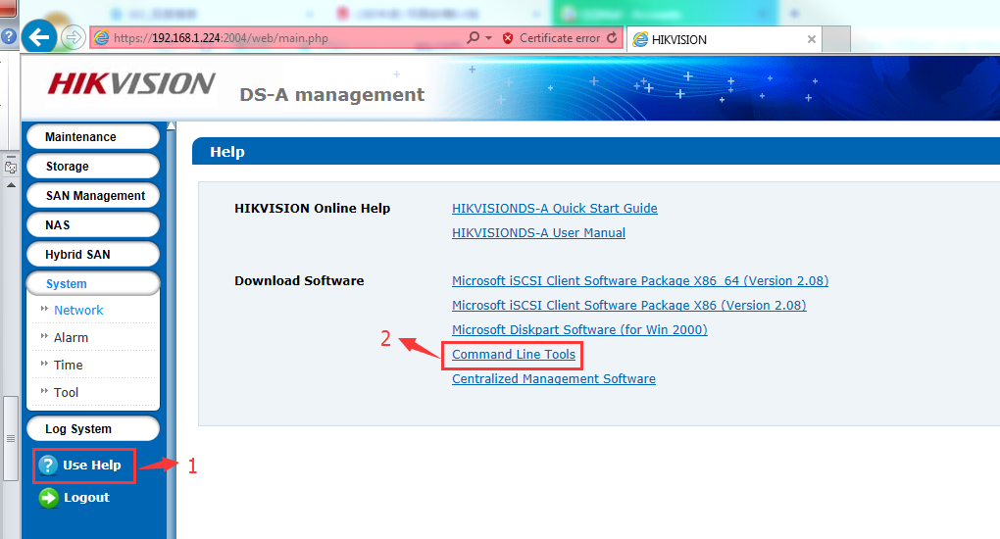 https://192.168.1.224:2004/web/main.php
Certificate error
HIKVISION
HIKVISION
DS-A management
Maintenance
Storage
SAN Management
NAS
Hybrid SAN
System
Network
Alarm
Time
Tool
Log System
Use Help
1
Logout
Help
HIKVISION Online Help
HIKVISIONDS-A Quick Start Guide
HIKVISIONDS-A User Manual
Download Software
Microsoft iSCSI Client Software Package X86_64 (Version 2.08)
Microsoft iSCSI Client Software Package X86 (Version 2.08)
Microsoft Diskpart Software (for Win 2000)
2
Command Line Tools
Centralized Management Software